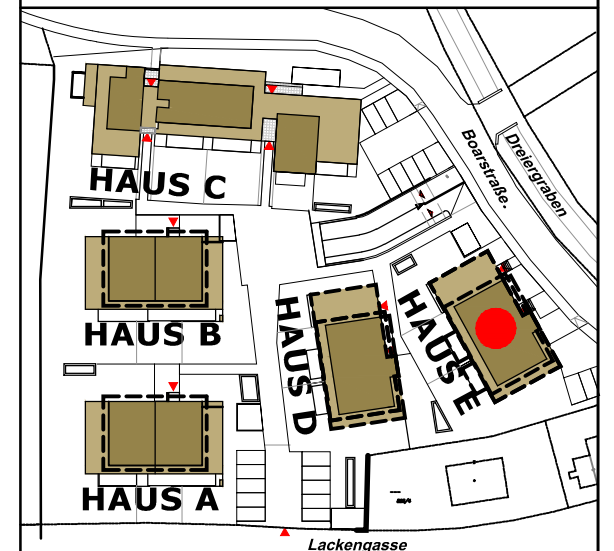 HAUS C
Boarstraße.
Dreiergraben
HAUS B
HAUS D
HAUS E
HAUS A
Lackengasse